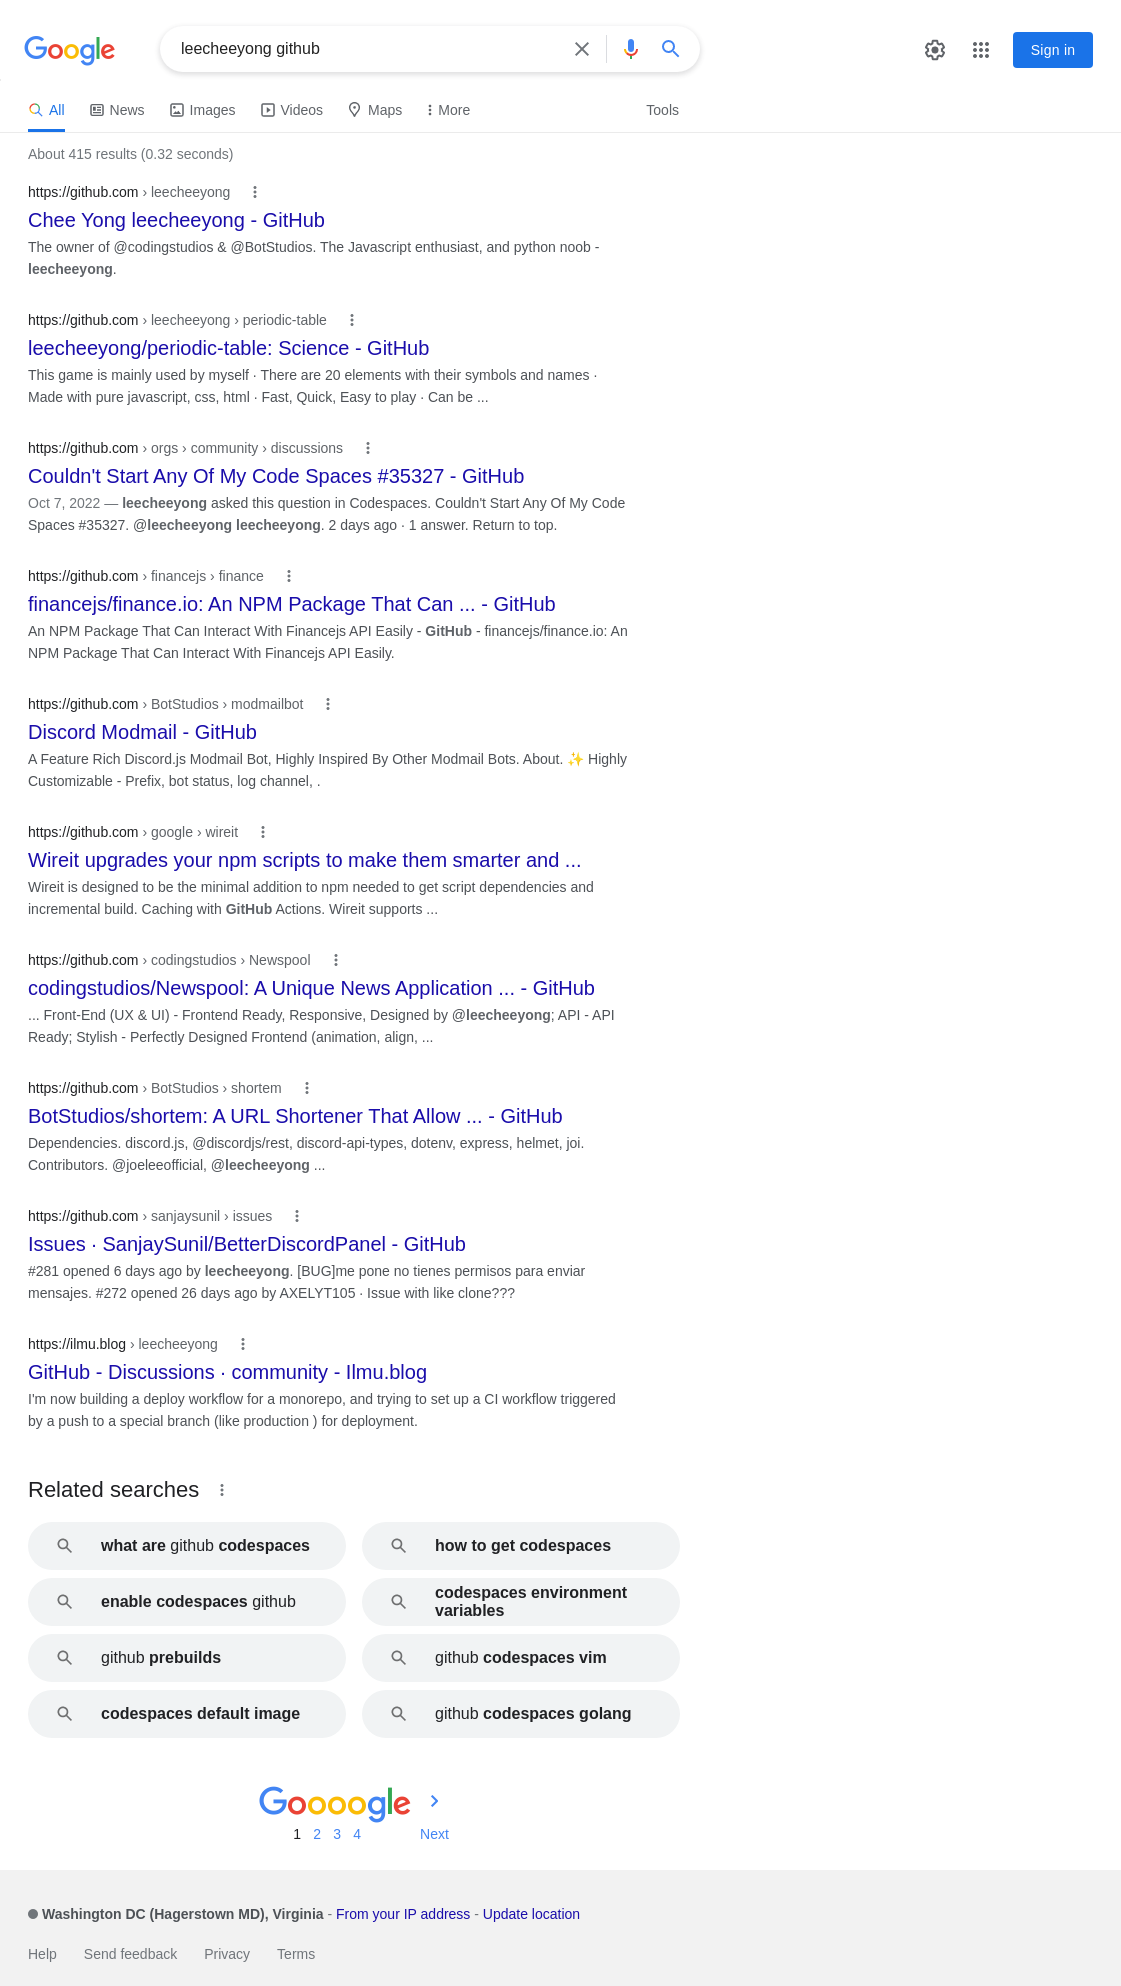 Google
leecheeyong github
Sign in
All News Images Videos Maps More Tools
About 415 results (0.32 seconds)
https://github.com › leecheeyong
Chee Yong leecheeyong - GitHub
The owner of @codingstudios & @BotStudios. The Javascript enthusiast, and python noob -
leecheeyong.
https://github.com › leecheeyong › periodic-table
leecheeyong/periodic-table: Science - GitHub
This game is mainly used by myself · There are 20 elements with their symbols and names ·
Made with pure javascript, css, html · Fast, Quick, Easy to play · Can be ...
https://github.com › orgs › community › discussions
Couldn't Start Any Of My Code Spaces #35327 - GitHub
Oct 7, 2022 — leecheeyong asked this question in Codespaces. Couldn't Start Any Of My Code
Spaces #35327. @leecheeyong leecheeyong. 2 days ago · 1 answer. Return to top.
https://github.com › financejs › finance
financejs/finance.io: An NPM Package That Can ... - GitHub
An NPM Package That Can Interact With Financejs API Easily - GitHub - financejs/finance.io: An
NPM Package That Can Interact With Financejs API Easily.
https://github.com › BotStudios › modmailbot
Discord Modmail - GitHub
A Feature Rich Discord.js Modmail Bot, Highly Inspired By Other Modmail Bots. About. ✨ Highly
Customizable - Prefix, bot status, log channel, .
https://github.com › google › wireit
Wireit upgrades your npm scripts to make them smarter and ...
Wireit is designed to be the minimal addition to npm needed to get script dependencies and
incremental build. Caching with GitHub Actions. Wireit supports ...
https://github.com › codingstudios › Newspool
codingstudios/Newspool: A Unique News Application ... - GitHub
... Front-End (UX & UI) - Frontend Ready, Responsive, Designed by @leecheeyong; API - API
Ready; Stylish - Perfectly Designed Frontend (animation, align, ...
https://github.com › BotStudios › shortem
BotStudios/shortem: A URL Shortener That Allow ... - GitHub
Dependencies. discord.js, @discordjs/rest, discord-api-types, dotenv, express, helmet, joi.
Contributors. @joeleeofficial, @leecheeyong ...
https://github.com › sanjaysunil › issues
Issues · SanjaySunil/BetterDiscordPanel - GitHub
#281 opened 6 days ago by leecheeyong. [BUG]me pone no tienes permisos para enviar
mensajes. #272 opened 26 days ago by AXELYT105 · Issue with like clone???
https://ilmu.blog › leecheeyong
GitHub - Discussions · community - Ilmu.blog
I'm now building a deploy workflow for a monorepo, and trying to set up a CI workflow triggered
by a push to a special branch (like production ) for deployment.
Related searches
what are github codespaces
how to get codespaces
enable codespaces github
codespaces environment
variables
github prebuilds
github codespaces vim
codespaces default image
github codespaces golang
Goooogle
1 2 3 4 Next
Washington DC (Hagerstown MD), Virginia - From your IP address - Update location
Help Send feedback Privacy Terms